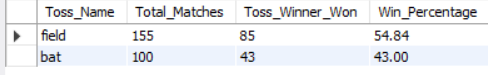 Toss_Name Total_Matches Toss_Winner_Won Win_Percentage
field 155 85 54.84
bat 100 43 43.00